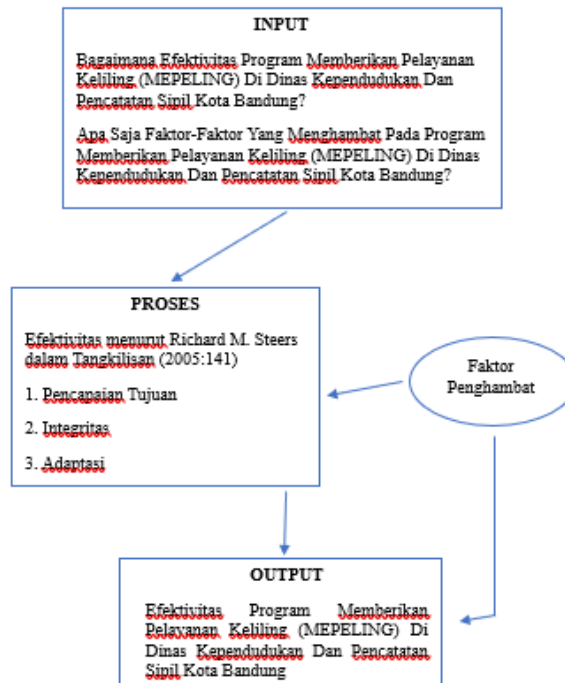 INPUT
Bagaimana Efektivitas Program Memberikan Pelayanan
Keliling (MEPELING) Di Dinas Kependudukan Dan
Pencatatan Sipil Kota Bandung?
Apa Saja Faktor-Faktor Yang Menghambat Pada Program
Memberikan Pelayanan Keliling (MEPELING) Di Dinas
Kependudukan Dan Pencatatan Sipil Kota Bandung?
PROSES
Efektivitas menurut Richard M. Steers
dalam Tangkilisan (2005:141)
1. Pencapaian Tujuan
2. Integritas
3. Adaptasi
Faktor
Penghambat
OUTPUT
Efektivitas Program Memberikan
Pelayanan Keliling (MEPELING) Di
Dinas Kependudukan Dan Pencatatan
Sipil Kota Bandung